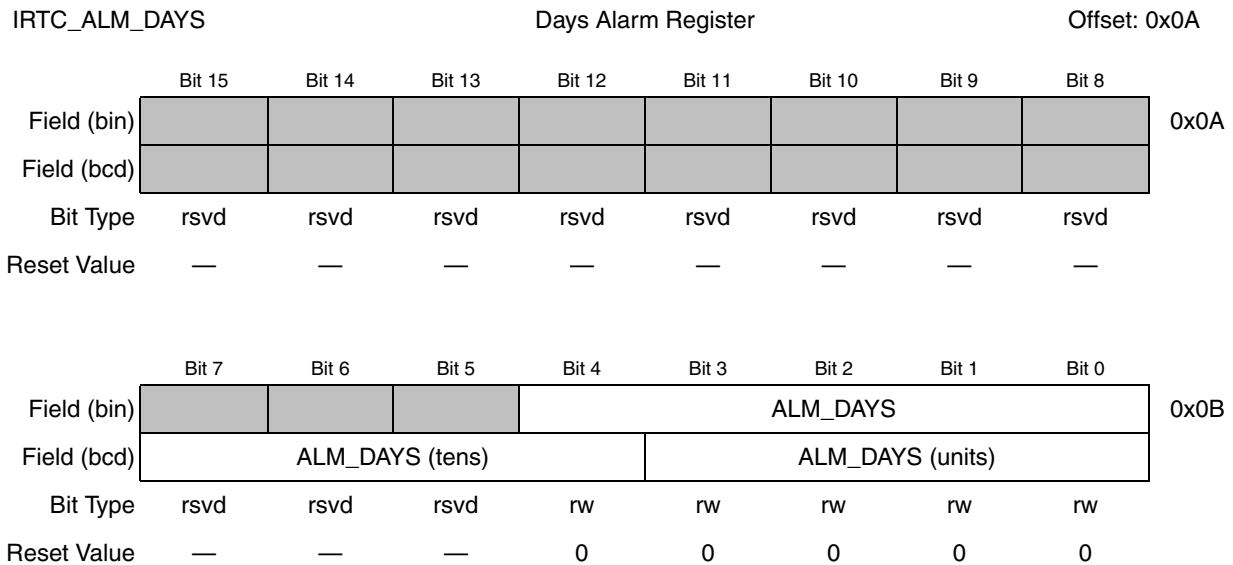 IRTC_ALM_DAYS Days Alarm Register Offset: 0x0A
Bit 15 Bit 14 Bit 13 Bit 12 Bit 11 Bit 10 Bit 9 Bit 8
Field (bin) 0x0A
Field (bcd)
Bit Type rsvd rsvd rsvd rsvd rsvd rsvd rsvd rsvd
Reset Value — — — — — — — —
Bit 7 Bit 6 Bit 5 Bit 4 Bit 3 Bit 2 Bit 1 Bit 0
Field (bin) ALM_DAYS 0x0B
Field (bcd) ALM_DAYS (tens) ALM_DAYS (units)
Bit Type rsvd rsvd rsvd rw rw rw rw rw
Reset Value — — — 0 0 0 0 0